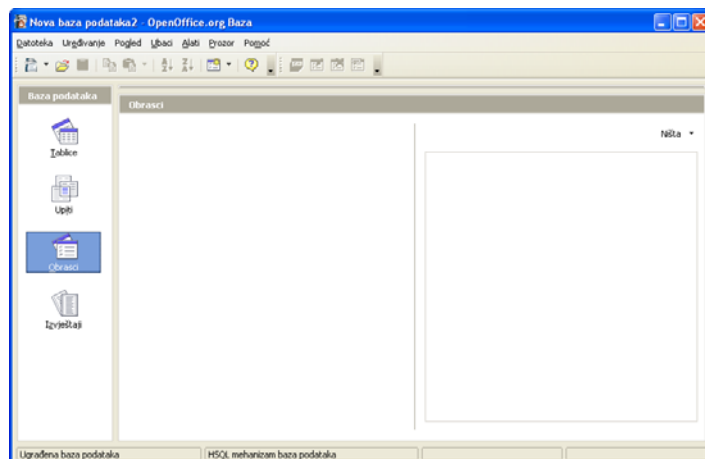 Nova baza podataka2 - OpenOffice.org Baza
Datoteka Uređivanje Pogled Ubaci Alati Prozor Pomoć
Baza podataka
Obrasci
Ništa
Tablice
Upiti
Obrasci
Izvještaji
Ugrađena baza podataka HSQL mehanizam baza podataka